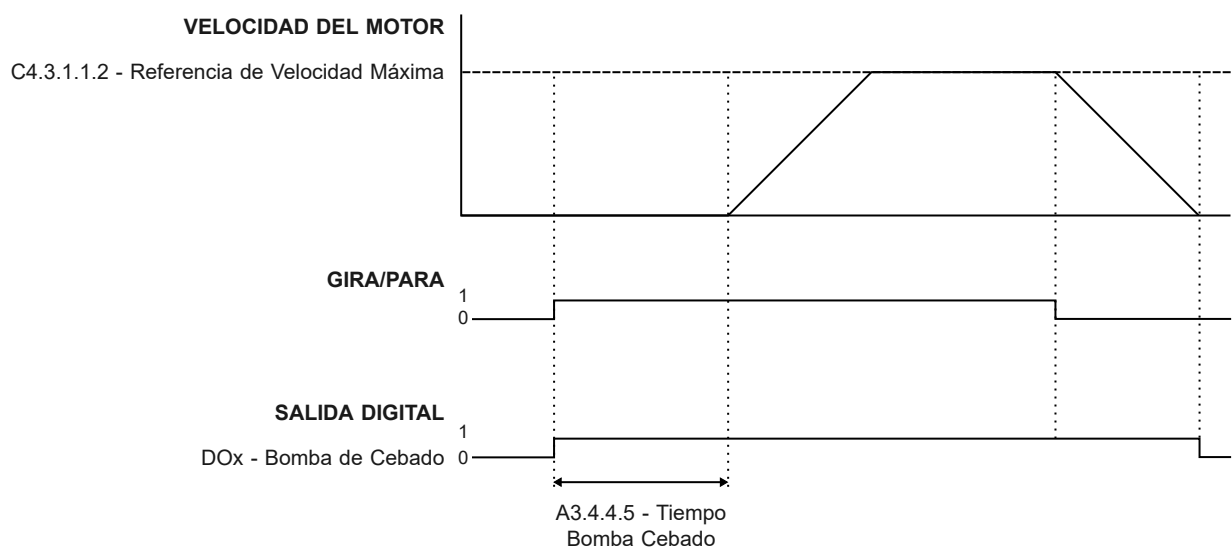 VELOCIDAD DEL MOTOR
C4.3.1.1.2 - Referencia de Velocidad Máxima
GIRA/PARA
1
0
SALIDA DIGITAL
1
DOx - Bomba de Cebado 0
A3.4.4.5 - Tiempo
Bomba Cebado